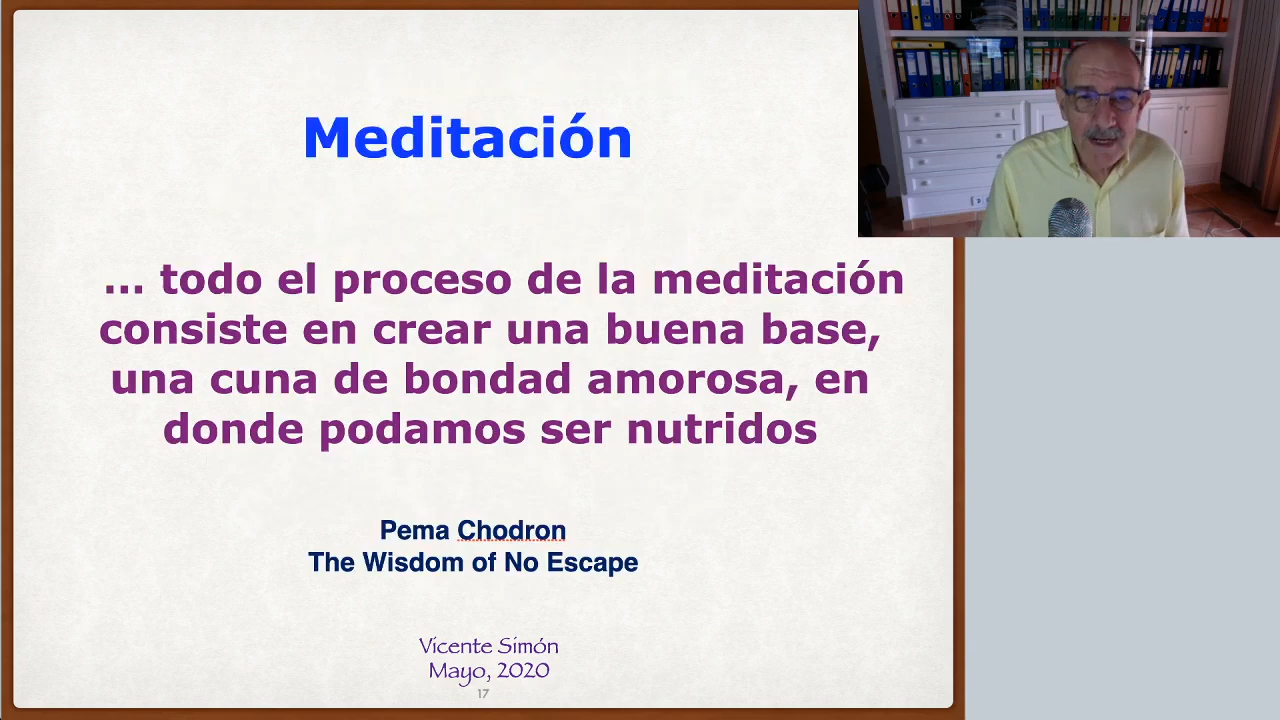 Meditación
... todo el proceso de la meditación
consiste en crear una buena base,
una cuna de bondad amorosa, en
donde podamos ser nutridos
Pema Chodron
The Wisdom of No Escape
Vicente Simón
Mayo, 2020
17